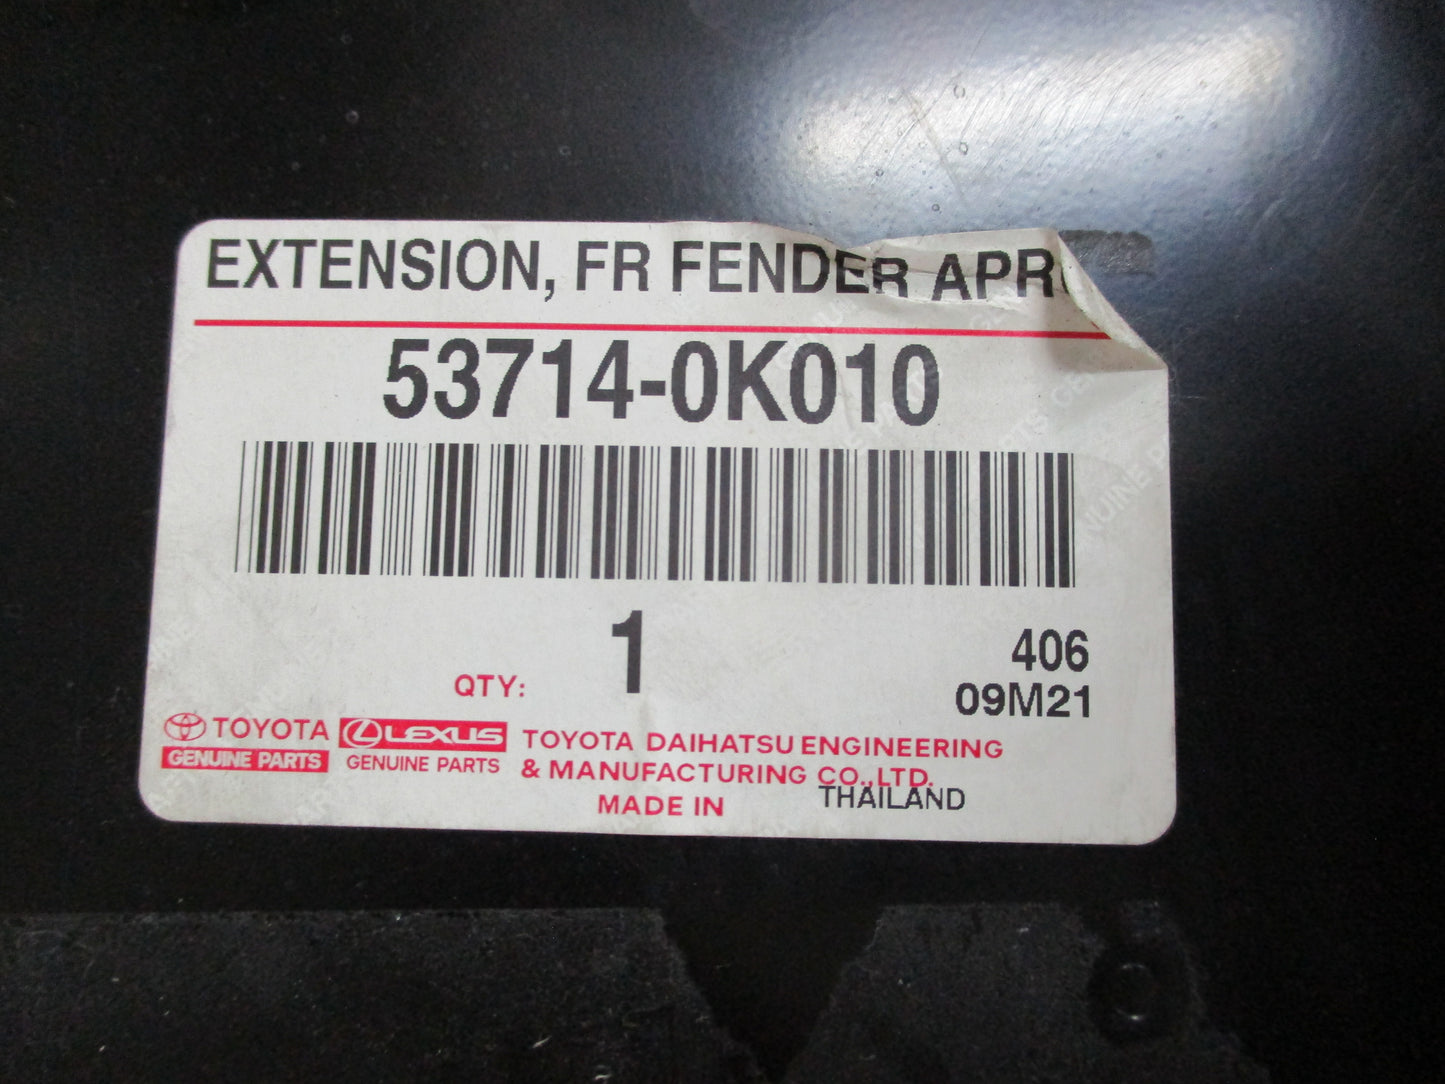 EXTENSION, FR FENDER APR
53714-0K010
1
QTY:
406
09M21
TOYOTA
GENUINE PARTS
LEXUS
GENUINE PARTS
TOYOTA DAIHATSU ENGINEERING
& MANUFACTURING CO.,LTD.
MADE IN THAILAND